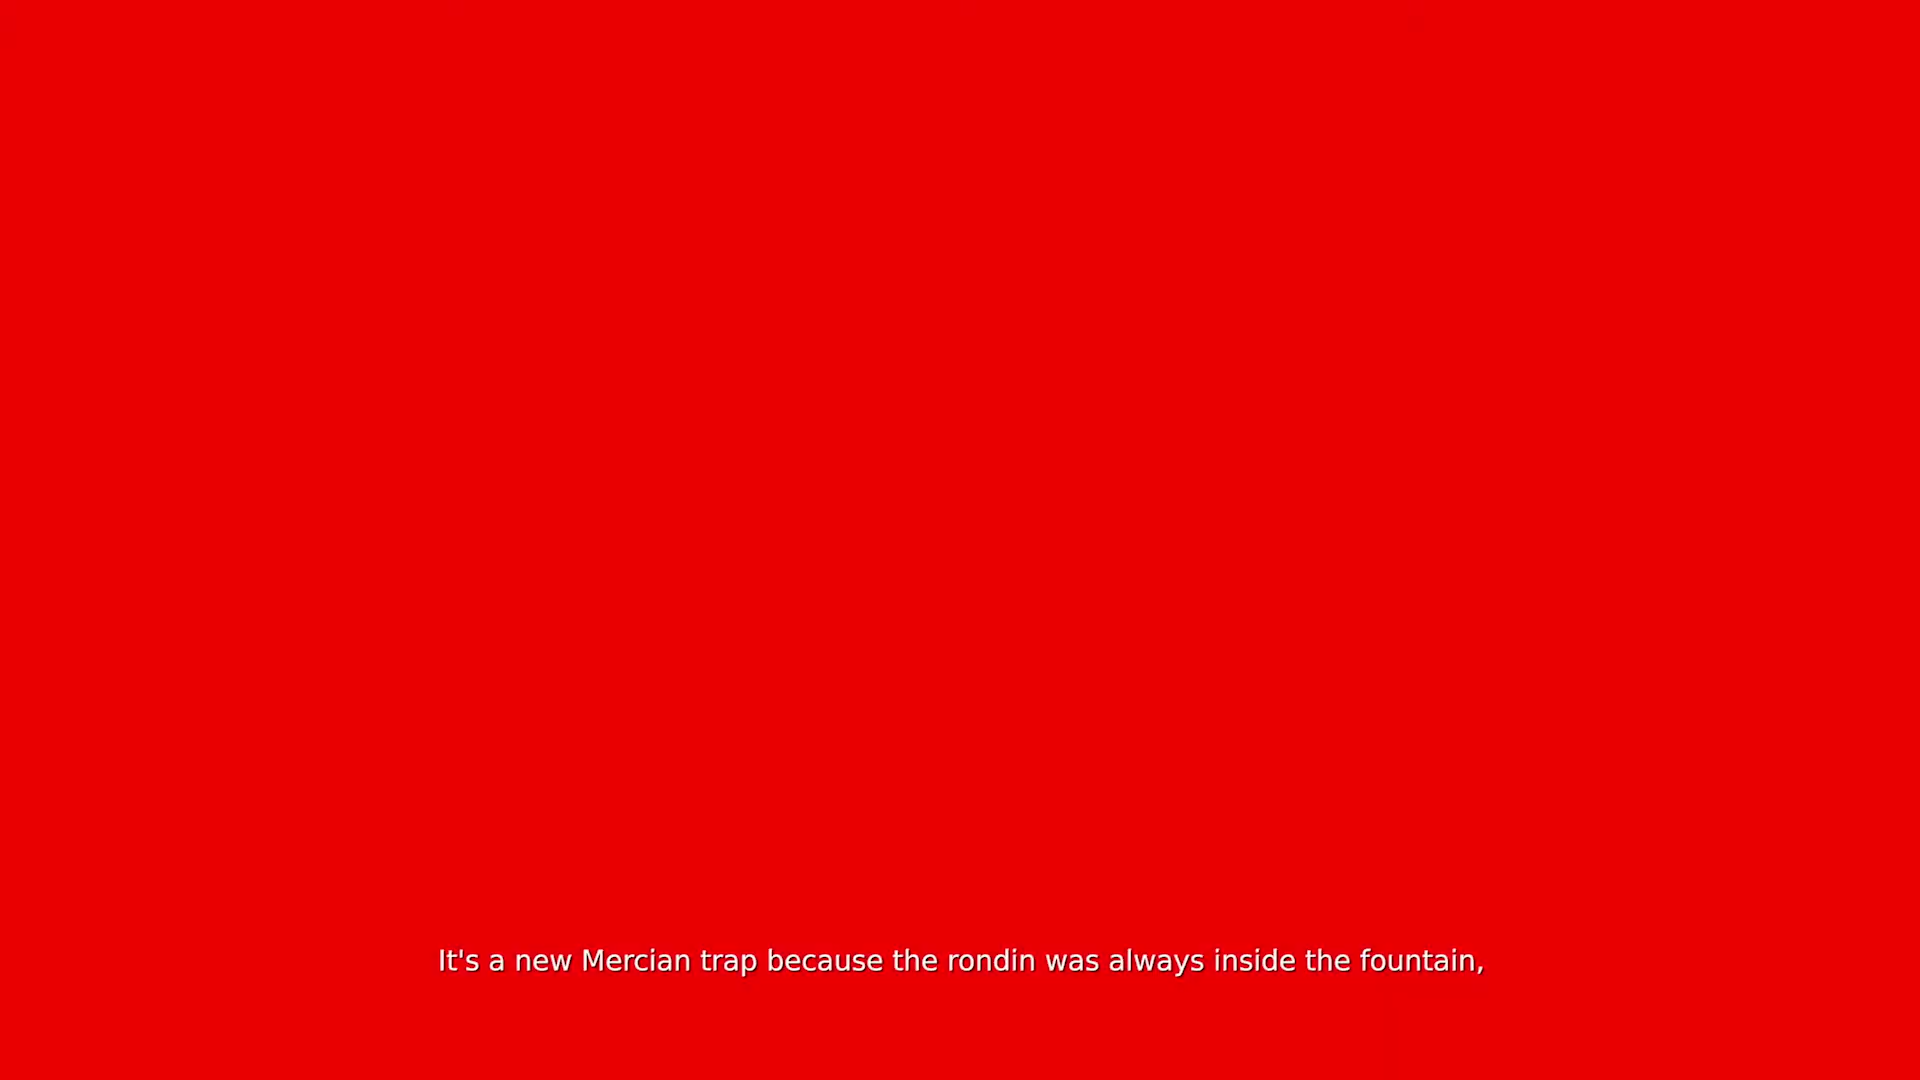 It's a new Mercian trap because the rondin was always inside the fountain,